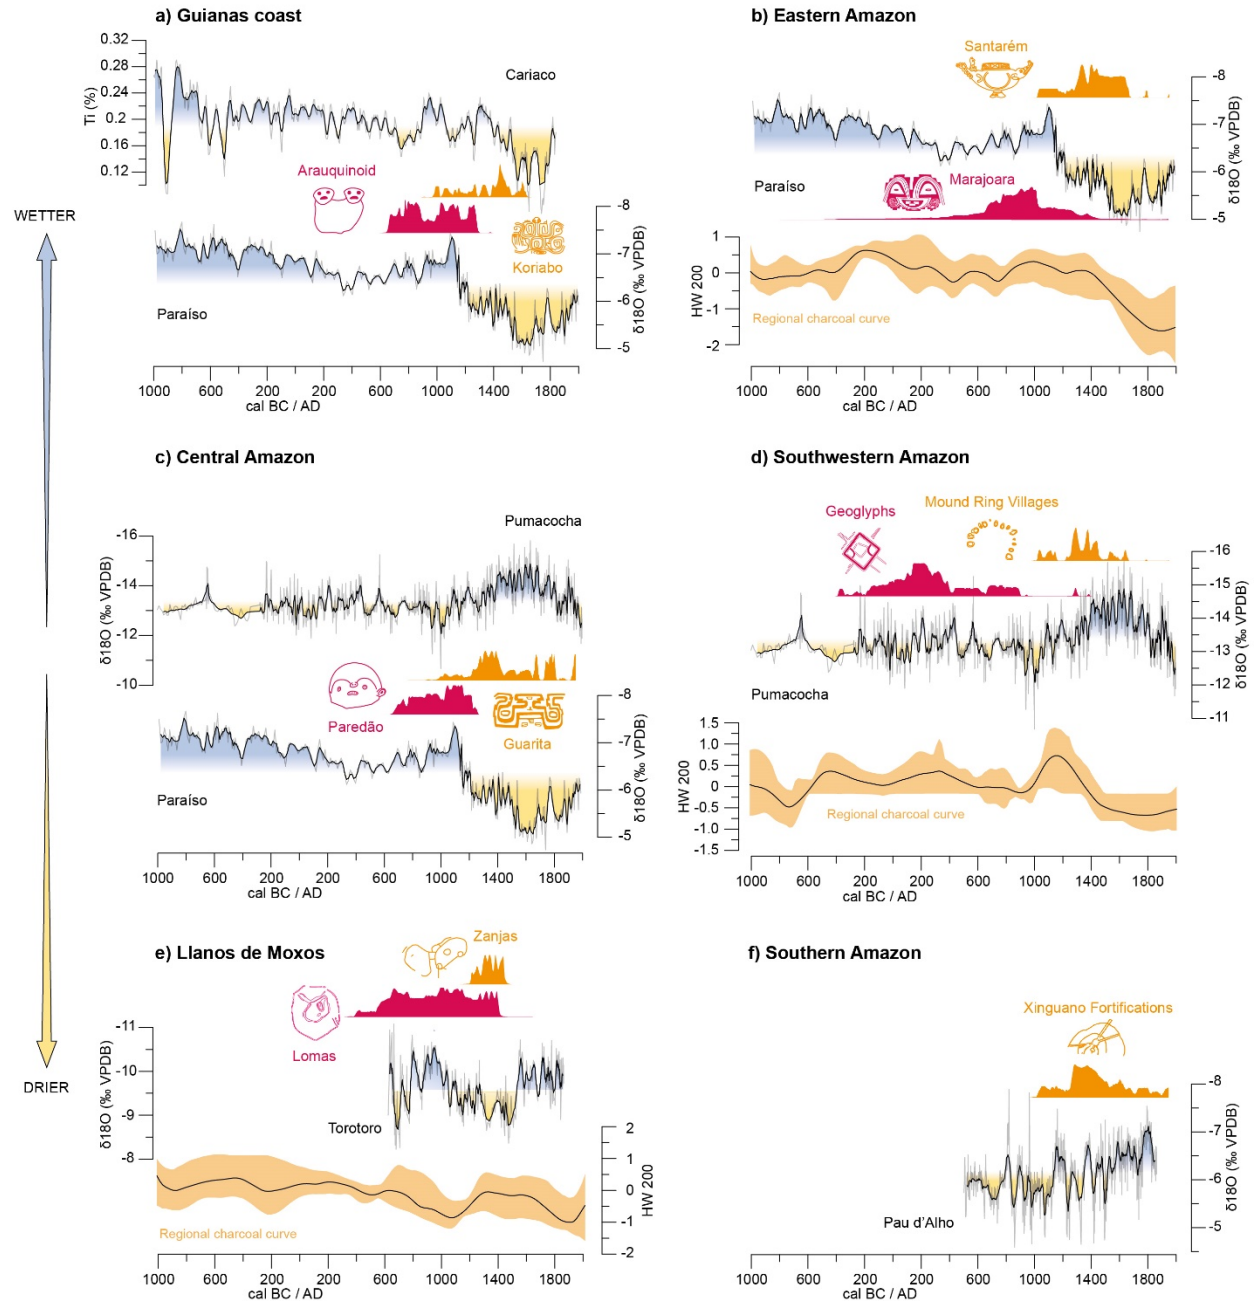 a) Guianas coast
0.32
0.28
0.24
0.2
0.16
0.12
Ti (%)
Cariaco
Arauquinoid
Koriabo
Paraíso
-8
-7
-6
-5
δ18O (‰ VPDB)
1000 600 200 200 600 1000 1400 1800
cal BC / AD
b) Eastern Amazon
Santarém
-8
-7
-6
-5
δ18O (‰ VPDB)
Paraíso
Marajoara
1
0
-1
-2
HW 200
Regional charcoal curve
1000 600 200 200 600 1000 1400 1800
cal BC / AD
WETTER
DRIER
c) Central Amazon
Pumacocha
-16
-14
-12
-10
δ18O (‰ VPDB)
Paredão
Guarita
Paraíso
-8
-7
-6
-5
δ18O (‰ VPDB)
1000 600 200 200 600 1000 1400 1800
cal BC / AD
d) Southwestern Amazon
Mound Ring Villages
Geoglyphs
-16
-15
-14
-13
-12
-11
δ18O (‰ VPDB)
Pumacocha
1.5
1.0
0.5
0
-0.5
-1.0
-1.5
HW 200
Regional charcoal curve
1000 600 200 200 600 1000 1400 1800
cal BC / AD
e) Llanos de Moxos
Zanjas
Lomas
-11
-10
-9
-8
δ18O (‰ VPDB)
Torotoro
2
1
0
-1
-2
HW 200
Regional charcoal curve
1000 600 200 200 600 1000 1400 1800
cal BC / AD
f) Southern Amazon
Xinguano Fortifications
-8
-7
-6
-5
δ18O (‰ VPDB)
Pau d'Alho
1000 600 200 200 600 1000 1400 1800
cal BC / AD